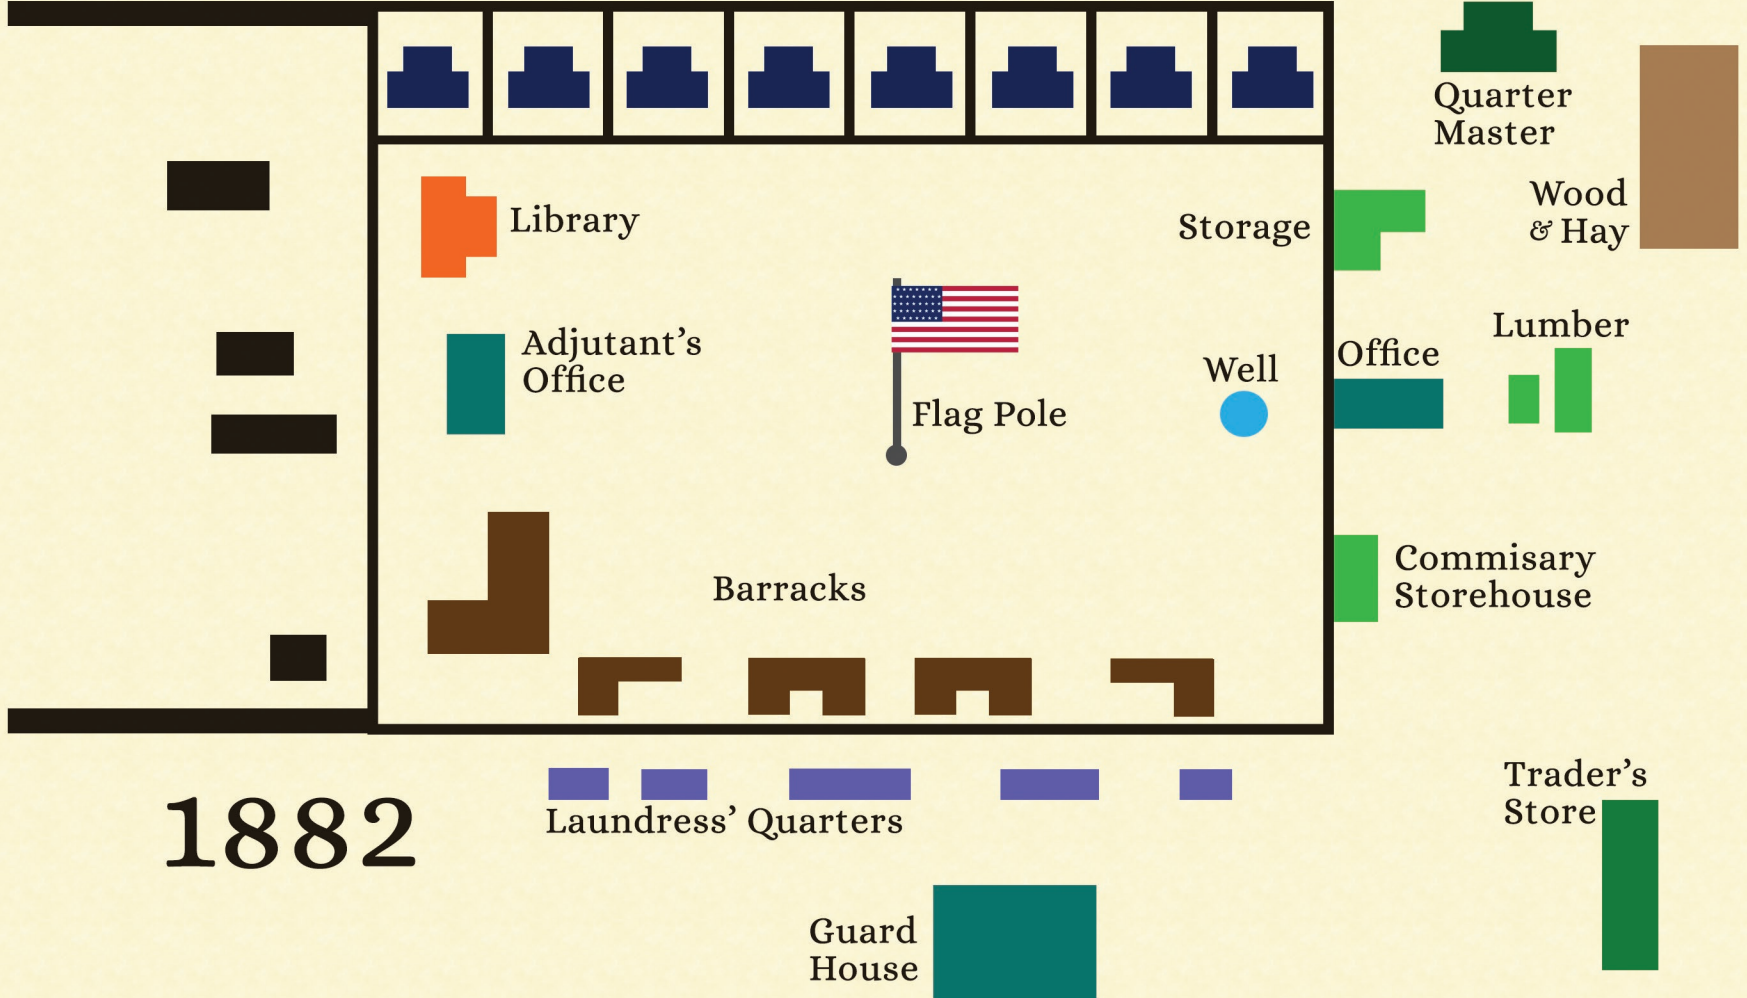 Quarter
Master
Wood
& Hay
Library
Storage
Lumber
Adjutant’s
Office
Office
Well
Flag Pole
Commisary
Storehouse
Barracks
Trader’s
Store
Laundress’ Quarters
1882
Guard
House